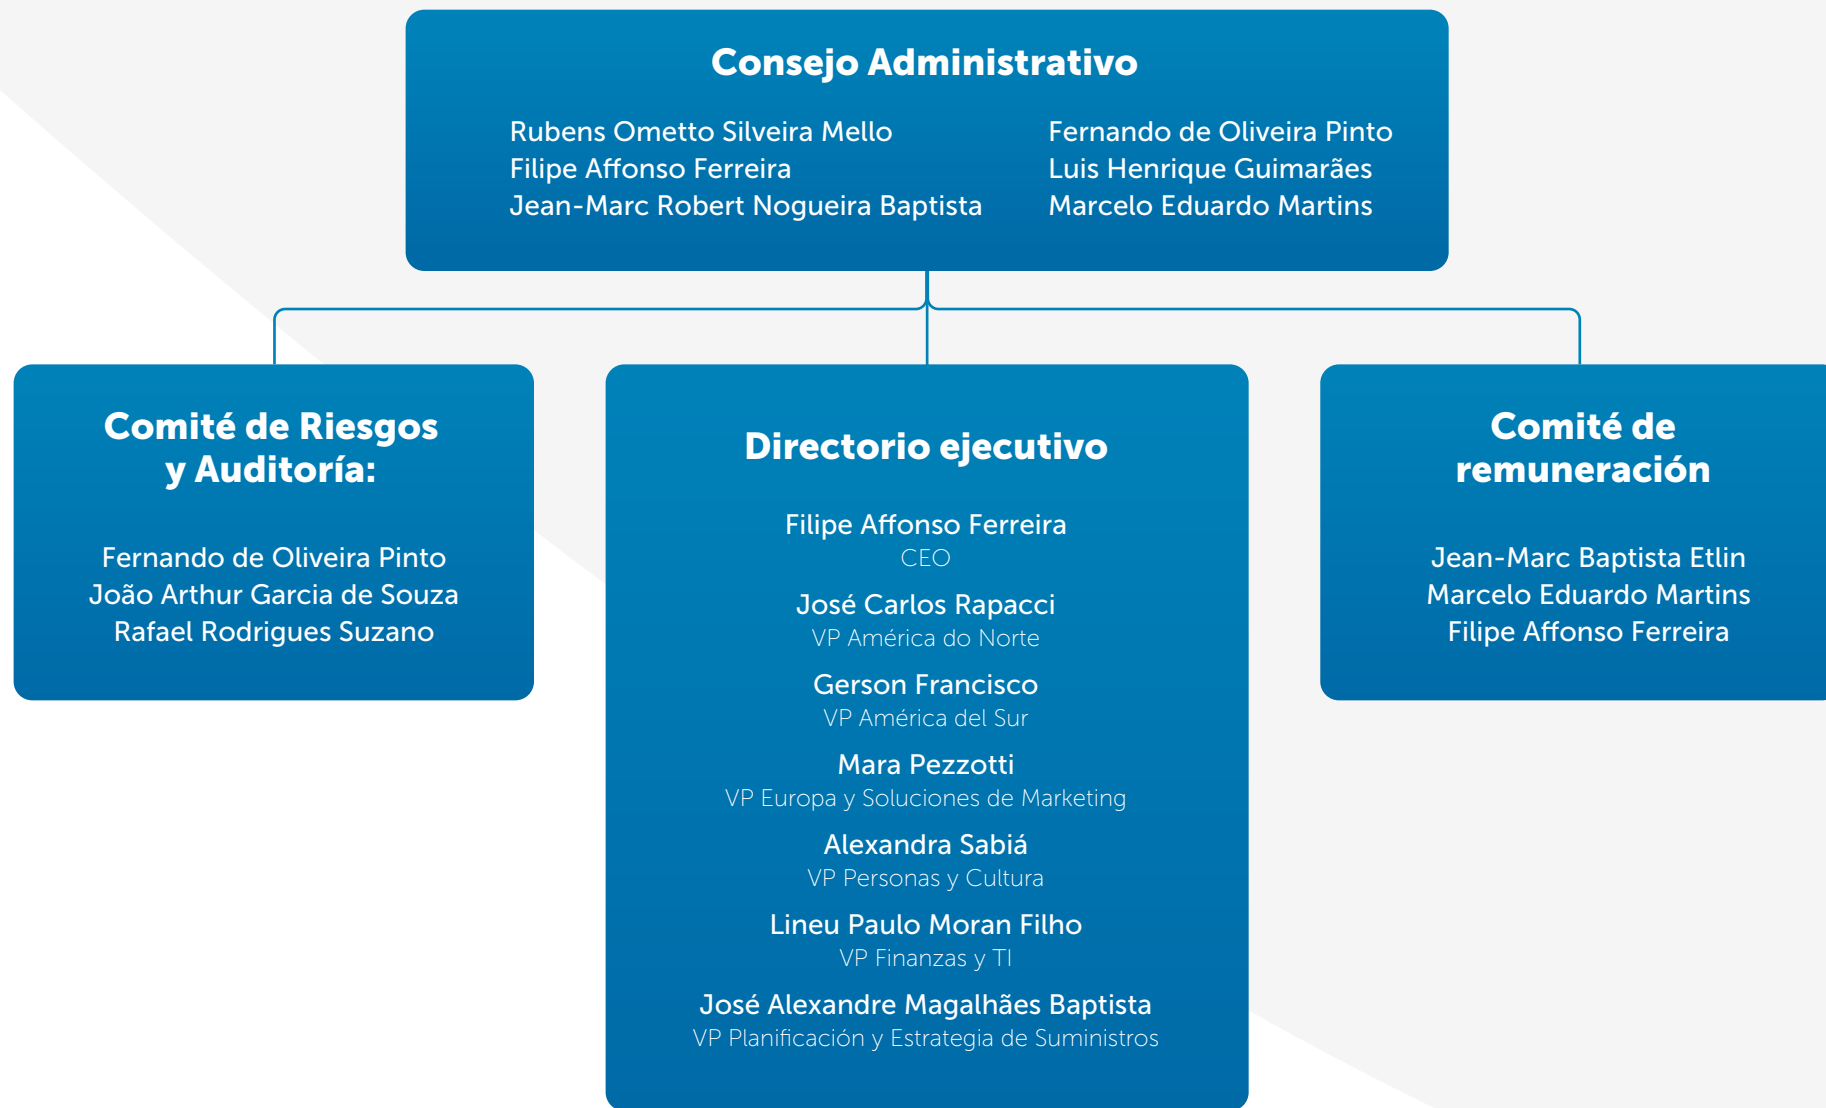 Consejo Administrativo
Rubens Ometto Silveira Mello
Filipe Affonso Ferreira
Jean-Marc Robert Nogueira Baptista
Fernando de Oliveira Pinto
Luis Henrique Guimarães
Marcelo Eduardo Martins
Comité de Riesgos
y Auditoría:
Fernando de Oliveira Pinto
João Arthur Garcia de Souza
Rafael Rodrigues Suzano
Directorio ejecutivo
Filipe Affonso Ferreira
CEO
José Carlos Rapacci
VP América do Norte
Gerson Francisco
VP América del Sur
Mara Pezzotti
VP Europa y Soluciones de Marketing
Alexandra Sabiá
VP Personas y Cultura
Lineu Paulo Moran Filho
VP Finanzas y TI
José Alexandre Magalhães Baptista
VP Planificación y Estrategia de Suministros
Comité de
remuneración
Jean-Marc Baptista Etlin
Marcelo Eduardo Martins
Filipe Affonso Ferreira